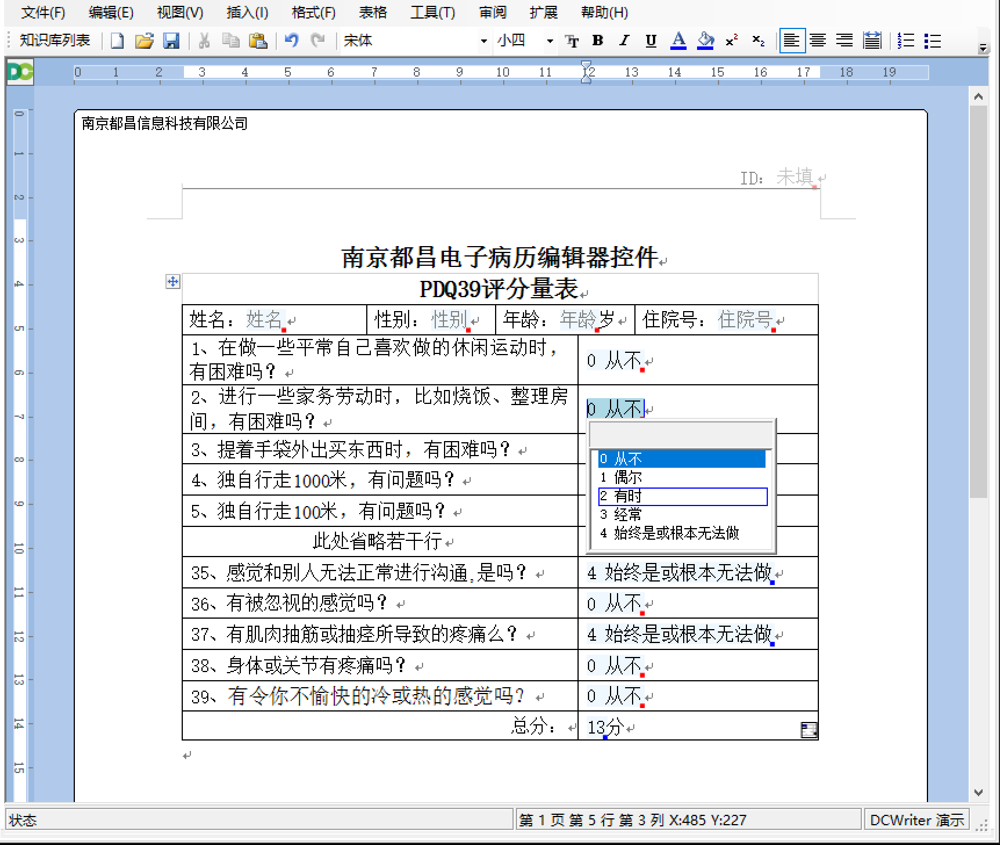 文件(F) 编辑(E) 视图(V) 插入(I) 格式(F) 表格 工具(T) 审阅 扩展 帮助(H)
知识库列表 宋体 小四 TT B I U A x² x₂
DC 0 1 2 3 4 5 6 7 8 9 10 11 12 13 14 15 16 17 18 19
0
1
2
3
4
5
6
7
8
9
10
11
12
13
14
15
南京都昌信息科技有限公司
ID： 未填
南京都昌电子病历编辑器控件
PDQ39评分量表
姓名： 姓名 性别： 性别 年龄： 年龄岁 住院号： 住院号
1、在做一些平常自己喜欢做的休闲运动时，
有困难吗？
0 从不
2、进行一些家务劳动时，比如烧饭、整理房
间，有困难吗？
0 从不
0 从不
1 偶尔
2 有时
3 经常
4 始终是或根本无法做
3、提着手袋外出买东西时，有困难吗？
4、独自行走1000米，有问题吗？
5、独自行走100米，有问题吗？
此处省略若干行
35、感觉和别人无法正常进行沟通,是吗？ 4 始终是或根本无法做
36、有被忽视的感觉吗？ 0 从不
37、有肌肉抽筋或抽痉所导致的疼痛么？ 4 始终是或根本无法做
38、身体或关节有疼痛吗？ 0 从不
39、有令你不愉快的冷或热的感觉吗？ 0 从不
总分： 13分
状态 第 1 页 第 5 行 第 3 列 X:485 Y:227 DCWriter 演示